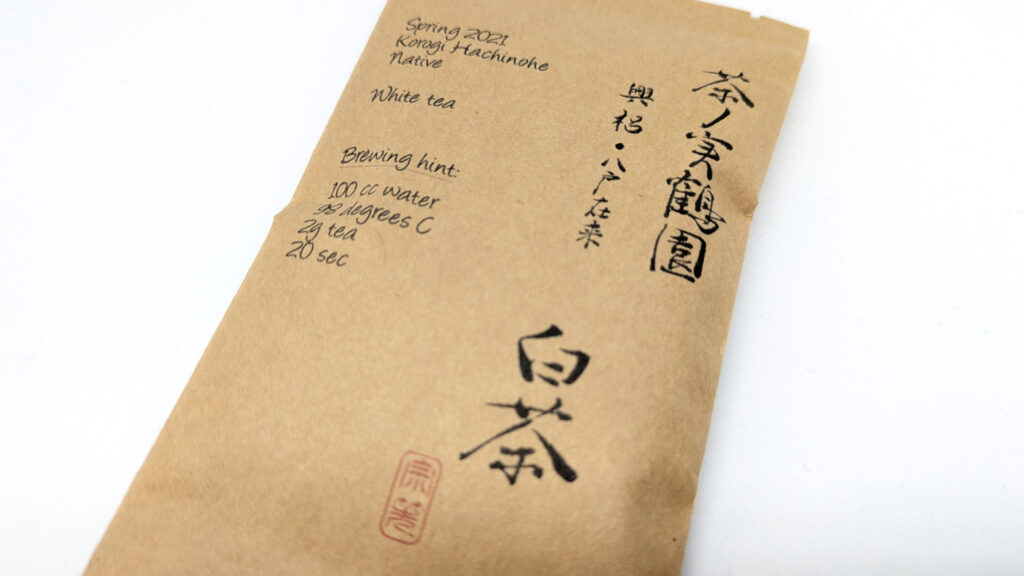 Spring 2021
Korogi Hachinohe
Native
White tea
Brewing hint:
100 cc water
98 degrees C
2g tea
20 sec
茶ノ実鶴園
興梠・八戸在来
白茶